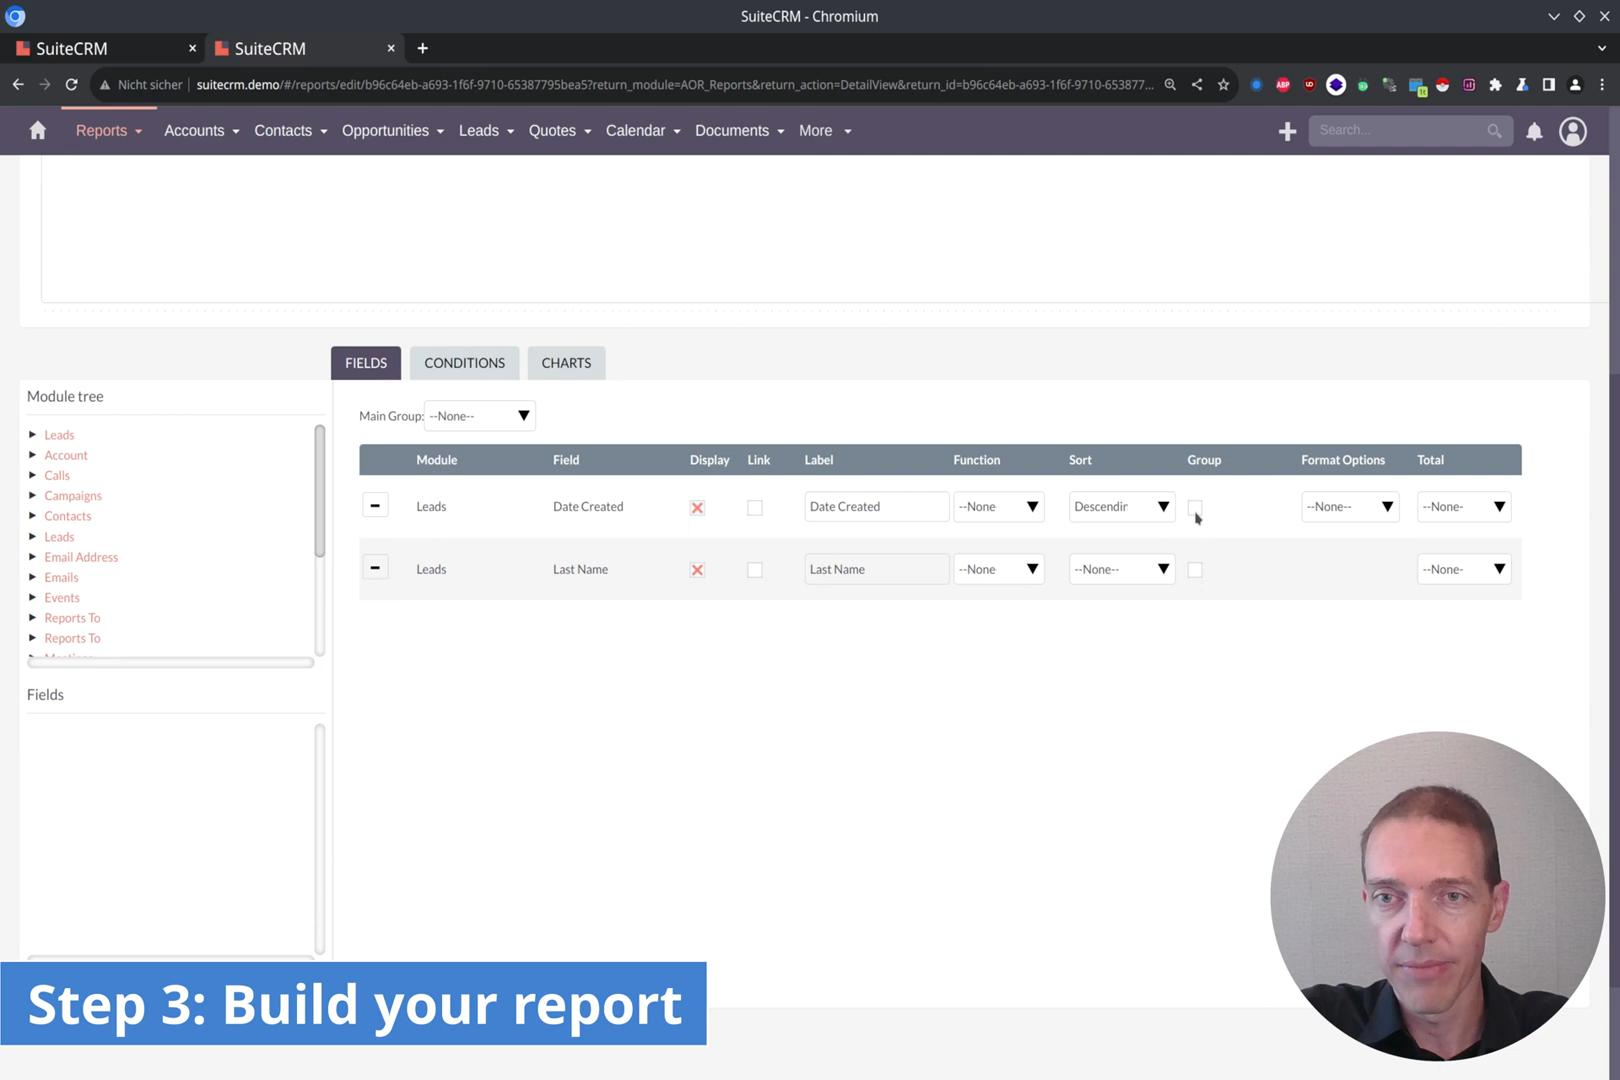 SuiteCRM - Chromium
SuiteCRM
SuiteCRM
Nicht sicher
suitecrm.demo/#/reports/edit/b96c64eb-a693-1f6f-9710-65387795bea5?return_module=AOR_Reports&return_action=DetailView&return_id=b96c64eb-a693-1f6f-9710-653877...
ABP
Reports
Accounts
Contacts
Opportunities
Leads
Quotes
Calendar
Documents
More
Search...
FIELDS
CONDITIONS
CHARTS
Module tree
Leads
Account
Calls
Campaigns
Contacts
Leads
Email Address
Emails
Events
Reports To
Reports To
Fields
Main Group:
--None--
Module Field Display Link Label Function Sort Group Format Options Total
Leads Date Created Date Created --None Descendir --None-- --None-
Leads Last Name Last Name --None --None-- --None-
Step 3: Build your report